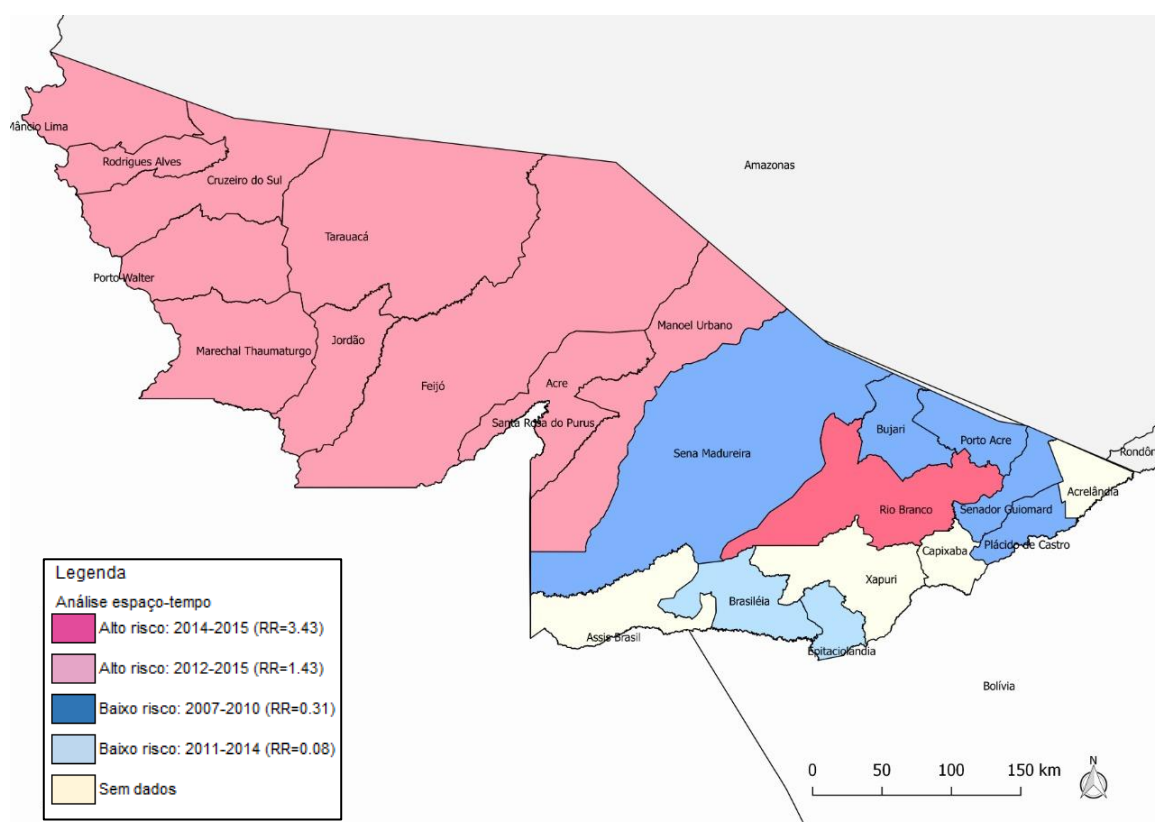 Mâncio Lima
Rodrigues Alves
Cruzeiro do Sul
Amazonas
Tarauacá
Porto Walter
Manoel Urbano
Jordão
Marechal Thaumaturgo
Feijó
Acre
Santa Rosa do Purus
Bujari
Porto Acre
Sena Madureira
Rondôn
Acrelândia
Rio Branco
Senador Guiomard
Plácido de Castro
Capixaba
Xapuri
Brasiléia
Assis Brasil
Epitaciolândia
Bolívia
Legenda
Análise espaço-tempo
Alto risco: 2014-2015 (RR=3.43)
Alto risco: 2012-2015 (RR=1.43)
Baixo risco: 2007-2010 (RR=0.31)
Baixo risco: 2011-2014 (RR=0.08)
Sem dados
0 50 100 150 km
N